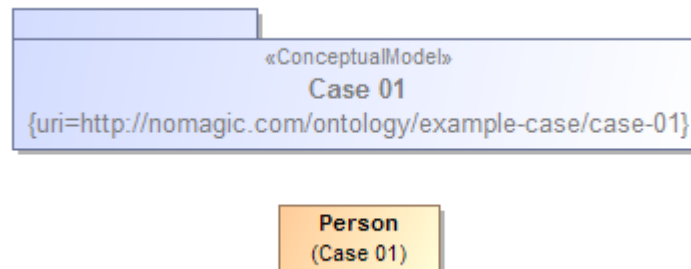 «ConceptualModel»
Case 01
{uri=http://nomagic.com/ontology/example-case/case-01}
Person
(Case 01)